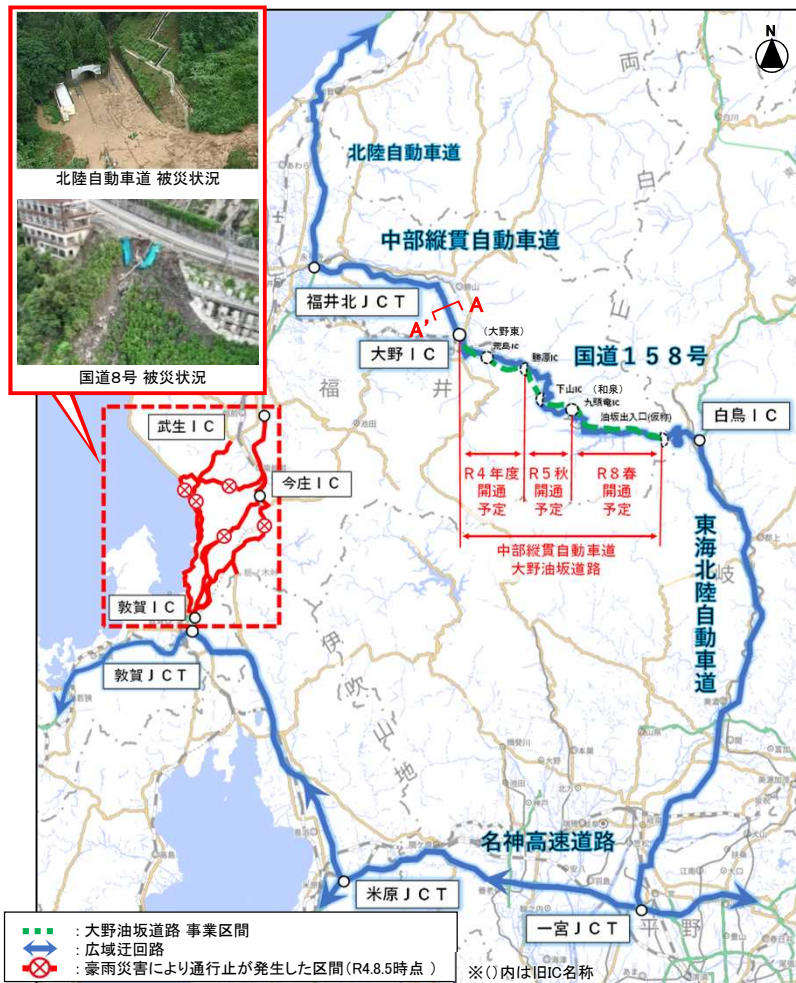 北陸自動車道 被災状況
国道8号 被災状況
N
北陸自動車道
中部縦貫自動車道
両
白
山
福井北JCT
A
A'
大野IC
(大野東)
荒島IC
勝原IC
国道158号
下山IC
(和泉)
九頭竜IC
油坂出入口(仮称)
白鳥IC
福井
武生IC
今庄IC
R4年度
開通
予定
R5秋
開通
予定
R8春
開通
予定
中部縦貫自動車道
大野油坂道路
岐
東海北陸自動車道
敦賀IC
敦賀JCT
伊吹山地
名神高速道路
米原JCT
一宮JCT
平野
:大野油坂道路 事業区間
:広域迂回路
:豪雨災害により通行止が発生した区間(R4.8.5時点 )
※()内は旧IC名称